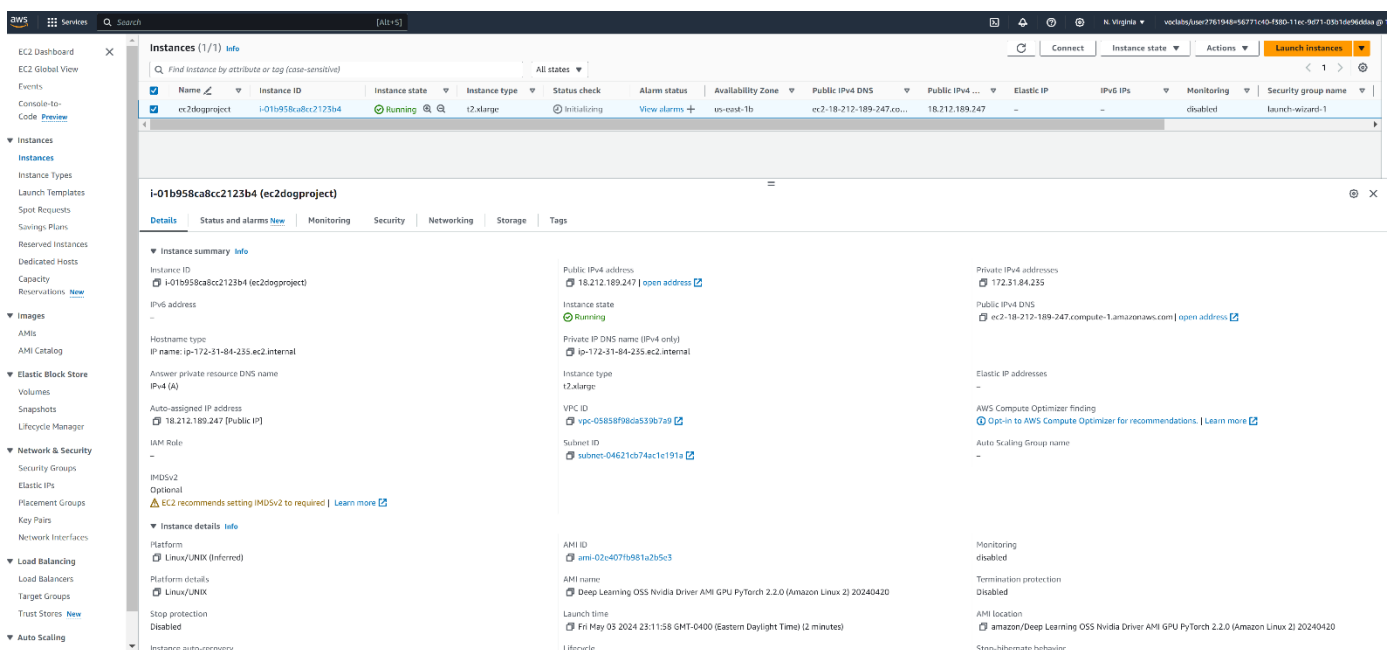 aws Services Search [Alt+S] N. Virginia voclabs/user2761948=56771c40-f380-11ec-9d71-03b1de96ddaa @ 1
EC2 Dashboard
EC2 Global View
Events
Console-to-
Code Preview
Instances
Instances
Instance Types
Launch Templates
Spot Requests
Savings Plans
Reserved Instances
Dedicated Hosts
Capacity
Reservations New
Images
AMIs
AMI Catalog
Elastic Block Store
Volumes
Snapshots
Lifecycle Manager
Network & Security
Security Groups
Elastic IPs
Placement Groups
Key Pairs
Network Interfaces
Load Balancing
Load Balancers
Target Groups
Trust Stores New
Auto Scaling
Instances (1/1) Info
Connect Instance state Actions Launch instances
Find Instance by attribute or tag (case-sensitive) All states 1
Name Instance ID Instance state Instance type Status check Alarm status Availability Zone Public IPv4 DNS Public IPv4 ... Elastic IP IPv6 IPs Monitoring Security group name
ec2dogproject i-01b958ca8cc2123b4 Running t2.xlarge Initializing View alarms + us-east-1b ec2-18-212-189-247.co... 18.212.189.247 – – disabled launch-wizard-1
i-01b958ca8cc2123b4 (ec2dogproject)
Details Status and alarms New Monitoring Security Networking Storage Tags
Instance summary Info
Instance ID
i-01b958ca8cc2123b4 (ec2dogproject)
Public IPv4 address
18.212.189.247 | open address
Private IPv4 addresses
172.31.84.235
IPv6 address
–
Instance state
Running
Public IPv4 DNS
ec2-18-212-189-247.compute-1.amazonaws.com | open address
Hostname type
IP name: ip-172-31-84-235.ec2.internal
Private IP DNS name (IPv4 only)
ip-172-31-84-235.ec2.internal
Answer private resource DNS name
IPv4 (A)
Instance type
t2.xlarge
Elastic IP addresses
–
Auto-assigned IP address
18.212.189.247 [Public IP]
VPC ID
vpc-05858f98da539b7a9
AWS Compute Optimizer finding
Opt-in to AWS Compute Optimizer for recommendations. | Learn more
IAM Role
–
Subnet ID
subnet-04621cb74ac1e191a
Auto Scaling Group name
–
IMDSv2
Optional
EC2 recommends setting IMDSv2 to required | Learn more
Instance details Info
Platform
Linux/UNIX (Inferred)
AMI ID
ami-02e407fb981a2b5e3
Monitoring
disabled
Platform details
Linux/UNIX
AMI name
Deep Learning OSS Nvidia Driver AMI GPU PyTorch 2.2.0 (Amazon Linux 2) 20240420
Termination protection
Disabled
Stop protection
Disabled
Launch time
Fri May 03 2024 23:11:58 GMT-0400 (Eastern Daylight Time) (2 minutes)
AMI location
amazon/Deep Learning OSS Nvidia Driver AMI GPU PyTorch 2.2.0 (Amazon Linux 2) 20240420
Instance auto-recovery
Lifecycle
Stop-hibernate behavior